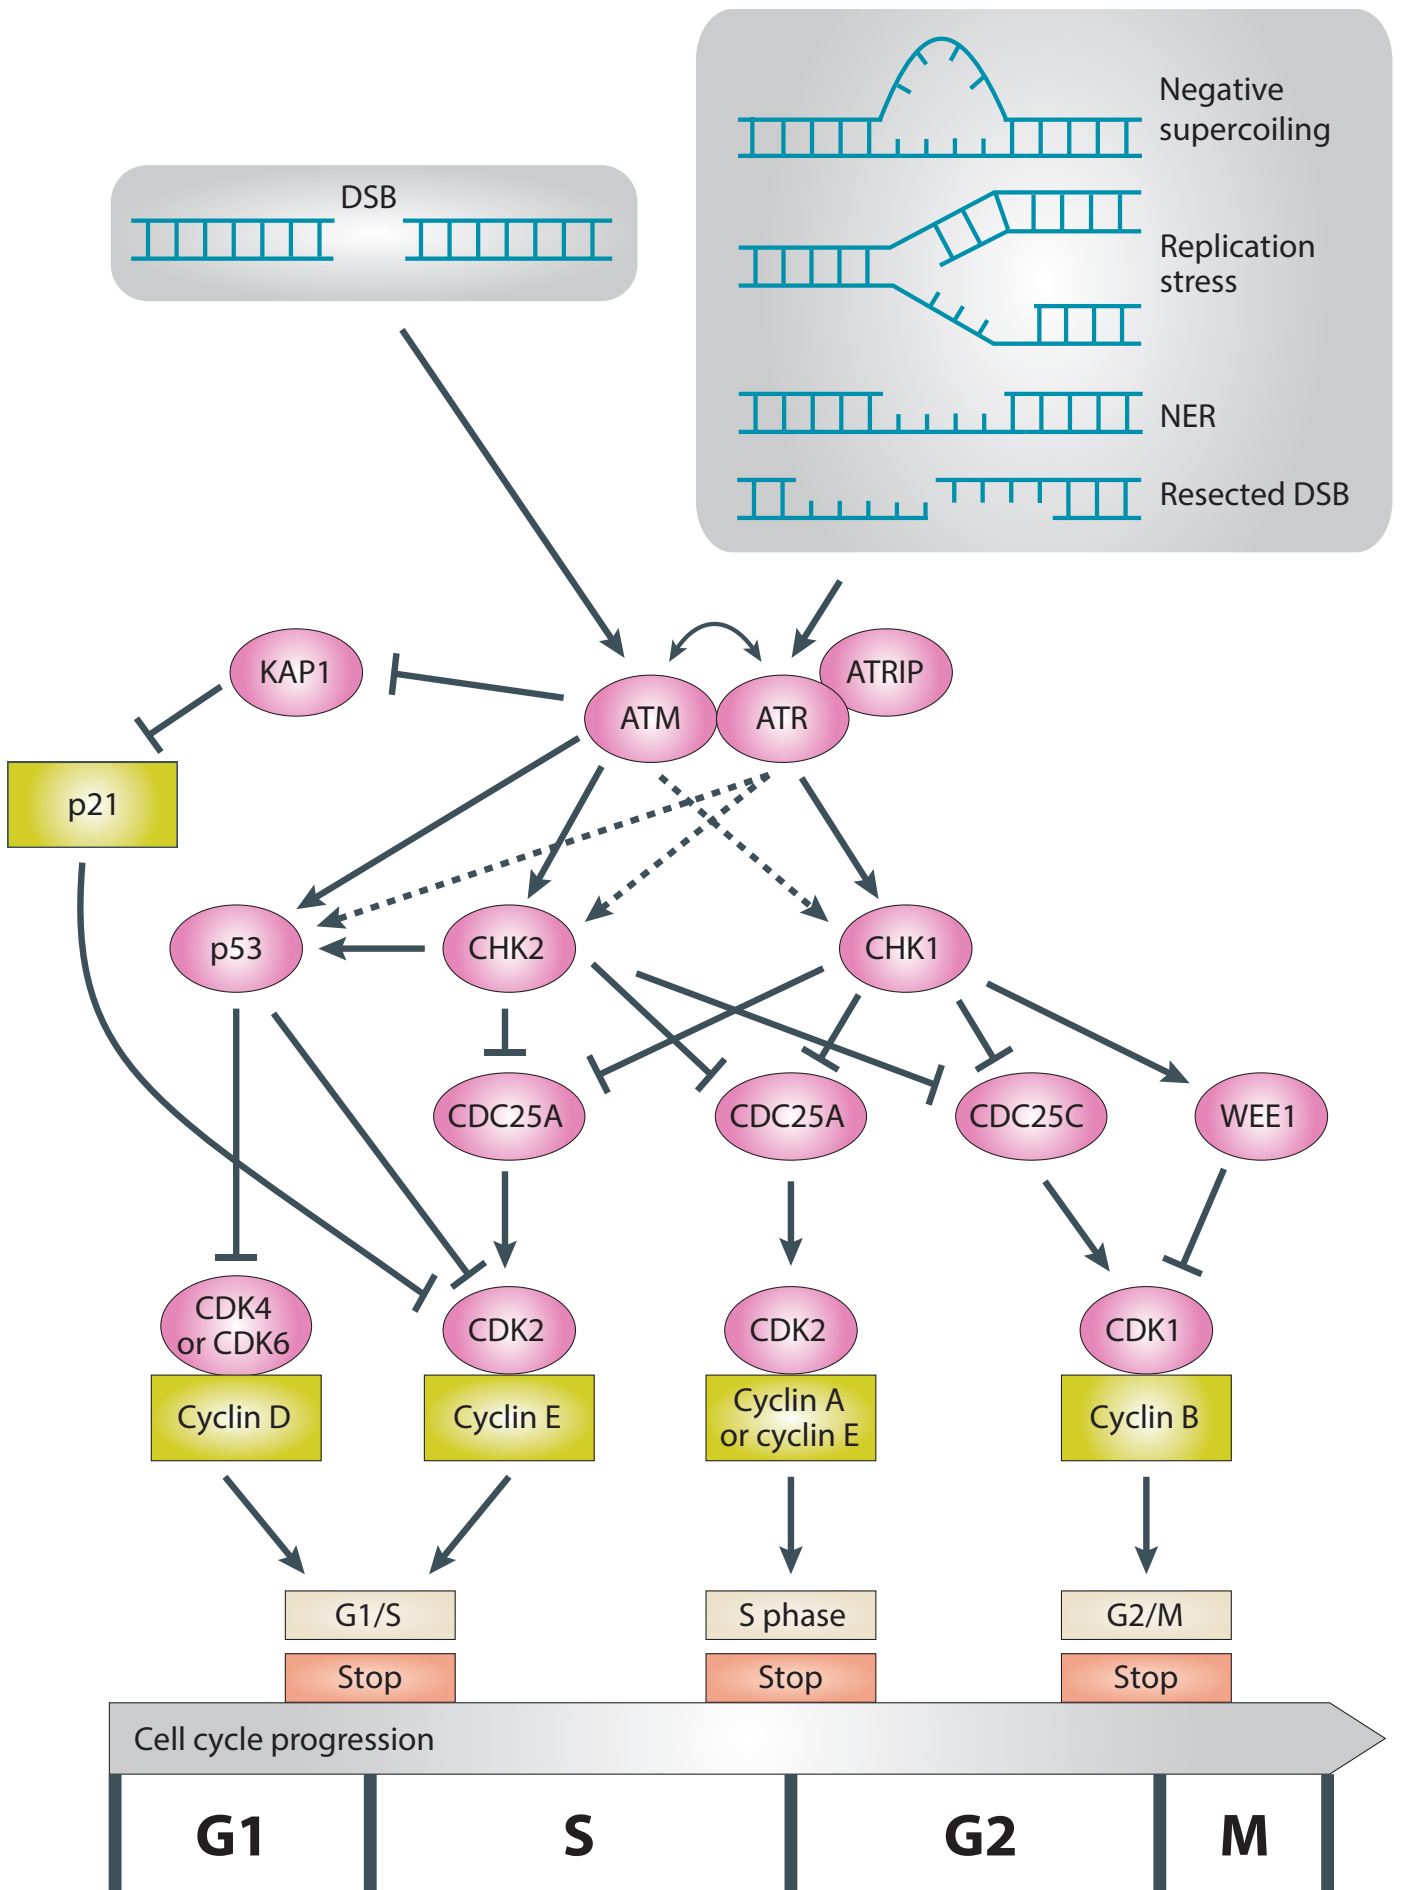 Negative
supercoiling
DSB
Replication
stress
NER
Resected DSB
KAP1
ATRIP
ATM
ATR
p21
p53
CHK2
CHK1
CDC25A
CDC25A
CDC25C
WEE1
CDK4
or CDK6
CDK2
CDK2
CDK1
Cyclin D
Cyclin E
Cyclin A
or cyclin E
Cyclin B
G1/S
S phase
G2/M
Stop
Stop
Stop
Cell cycle progression
G1
S
G2
M